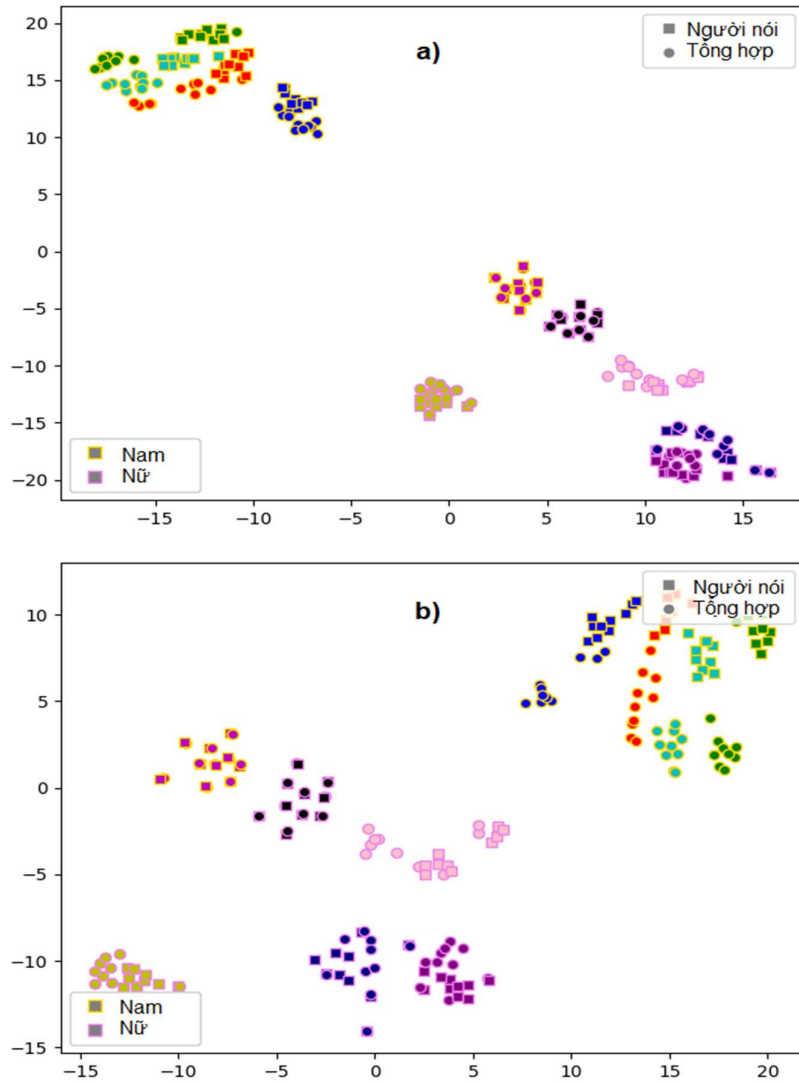 20
15
10
5
0
−5
−10
−15
−20
a)
Người nói
Tổng hợp
Nam
Nữ
−15 −10 −5 0 5 10 15
10
5
0
−5
−10
−15
b)
Người nói
Tổng hợp
Nam
Nữ
−15 −10 −5 0 5 10 15 20